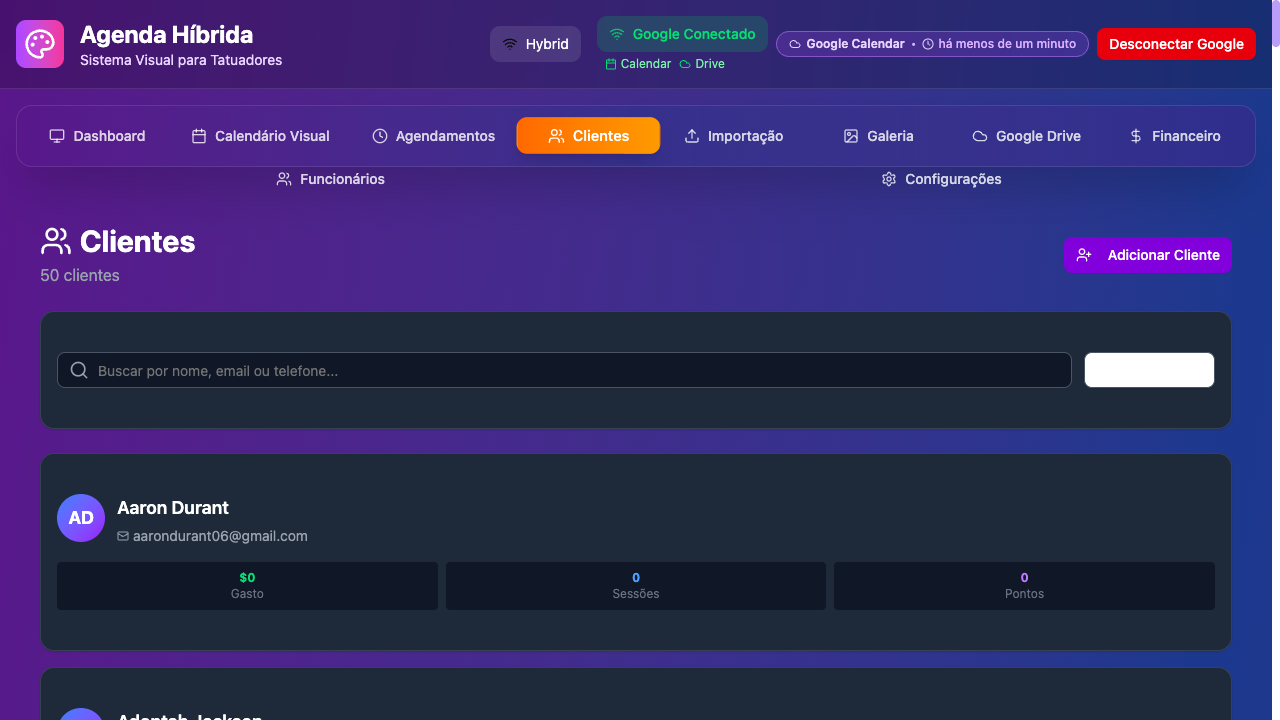 Agenda Híbrida
Sistema Visual para Tatuadores
Hybrid
Google Conectado
Calendar Drive
Google Calendar • há menos de um minuto
Desconectar Google
Dashboard
Calendário Visual
Agendamentos
Clientes
Importação
Galeria
Google Drive
Financeiro
Funcionários
Configurações
Clientes
50 clientes
Adicionar Cliente
Buscar por nome, email ou telefone...
AD
Aaron Durant
aarondurant06@gmail.com
$0
Gasto
0
Sessões
0
Pontos